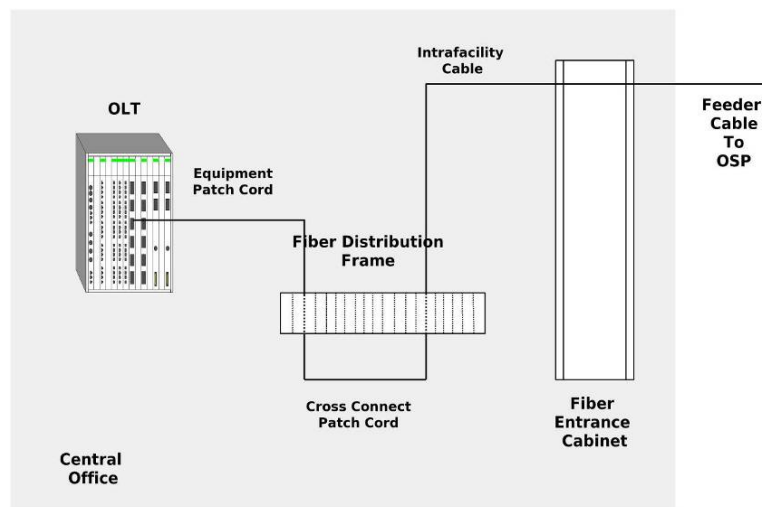 Intrafacility
Cable
OLT
Feeder
Cable
To
OSP
Equipment
Patch Cord
Fiber Distribution
Frame
Cross Connect
Patch Cord
Fiber
Entrance
Cabinet
Central
Office